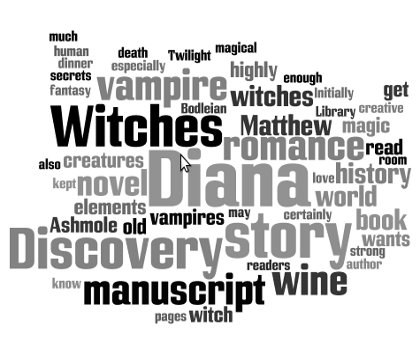 much
human death Twilight magical
dinner especially
secrets vampire highly enough
fantasy Bodleian witches Initially get
Witches Matthew Library creative
magic
romance read
also creatures room
kept novel Diana love history
elements world
Ashmole old vampires may certainly book
Discovery story wants
strong
readers author
know manuscript wine
pages witch